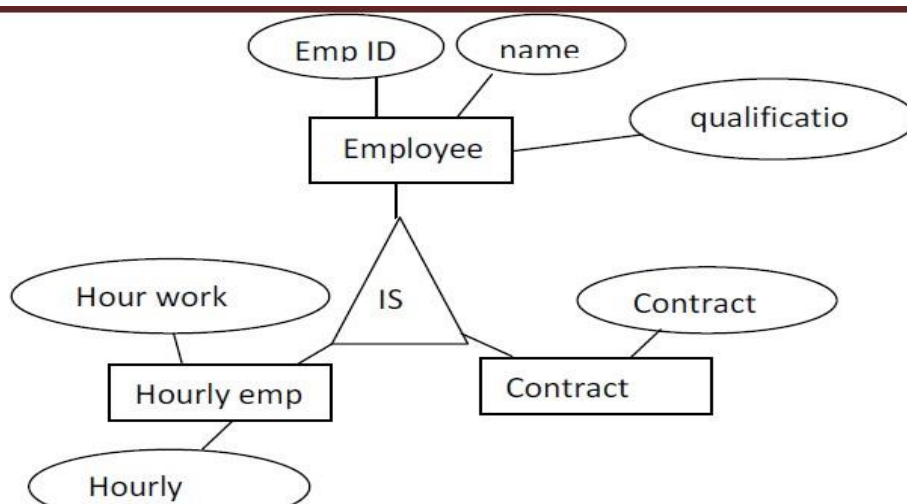 Emp ID
name
qualificatio
Employee
IS
Hour work
Contract
Hourly emp
Contract
Hourly